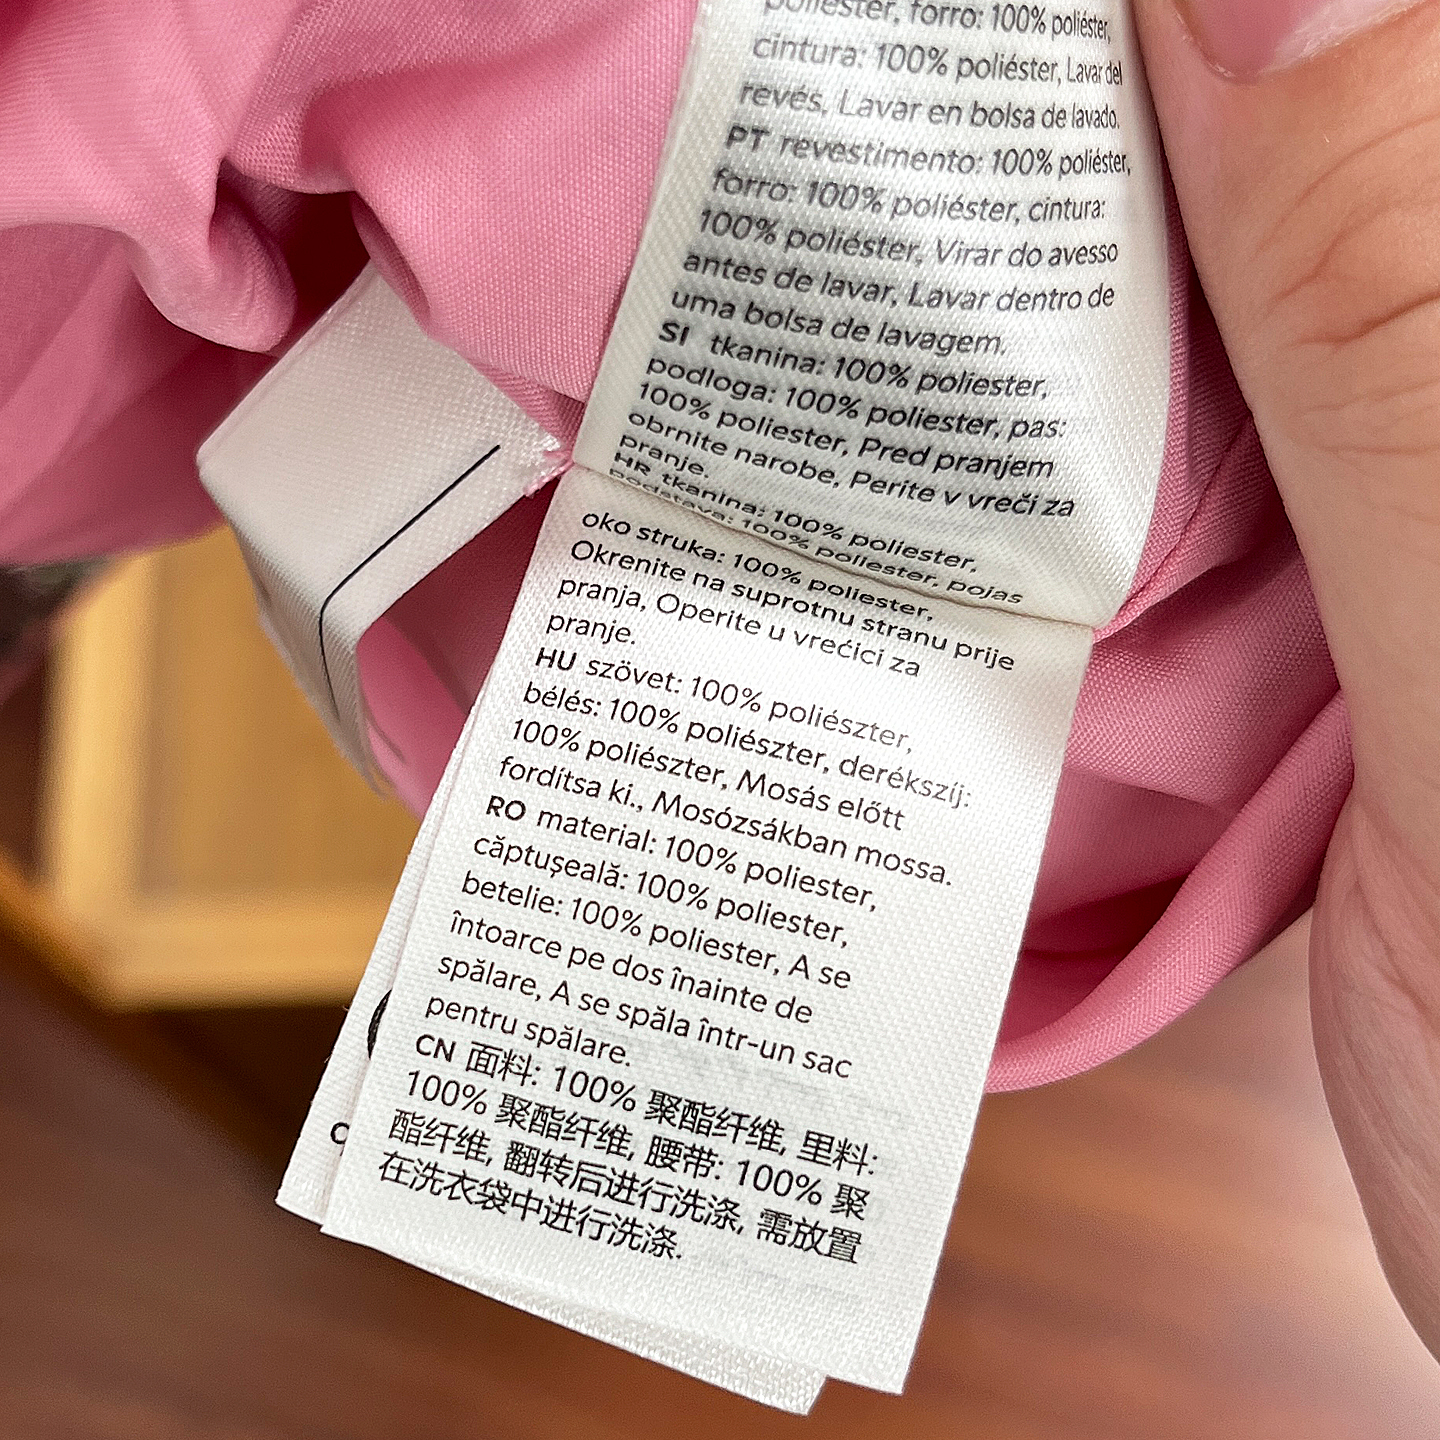 poliéster, forro: 100% poliéster,
cintura: 100% poliéster, Lavar del
revés, Lavar en bolsa de lavado.
PT revestimento: 100% poliéster,
forro: 100% poliéster, cintura:
100% poliéster, Virar do avesso
antes de lavar, Lavar dentro de
uma bolsa de lavagem.
SI tkanina: 100% poliester,
podloga: 100% poliester, pas:
100% poliester, Pred pranjem
obrnite narobe, Perite v vreči za
pranje.
HR tkanina: 100% poliester,
podstava: 100% poliester, pojas
oko struka: 100% poliester,
Okrenite na suprotnu stranu prije
pranja, Operite u vrećici za
pranje.
HU szövet: 100% poliészter,
bélés: 100% poliészter, derékszíj:
100% poliészter, Mosás előtt
fordítsa ki., Mosózsákban mossa.
RO material: 100% poliester,
căptușeală: 100% poliester,
betelie: 100% poliester, A se
întoarce pe dos înainte de
spălare, A se spăla într-un sac
pentru spălare.
CN 面料: 100% 聚酯纤维, 里料:
100% 聚酯纤维, 腰带: 100% 聚
酯纤维, 翻转后进行洗涤, 需放置
在洗衣袋中进行洗涤.